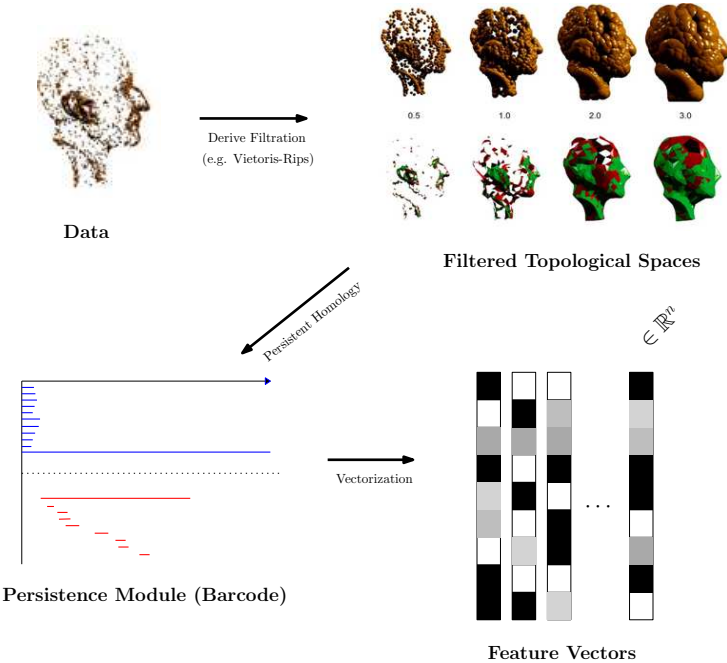 0.5 1.0 2.0 3.0
Derive Filtration
(e.g. Vietoris-Rips)
Data
Filtered Topological Spaces
Persistent Homology
∈ ℝⁿ
Vectorization
...
Persistence Module (Barcode)
Feature Vectors